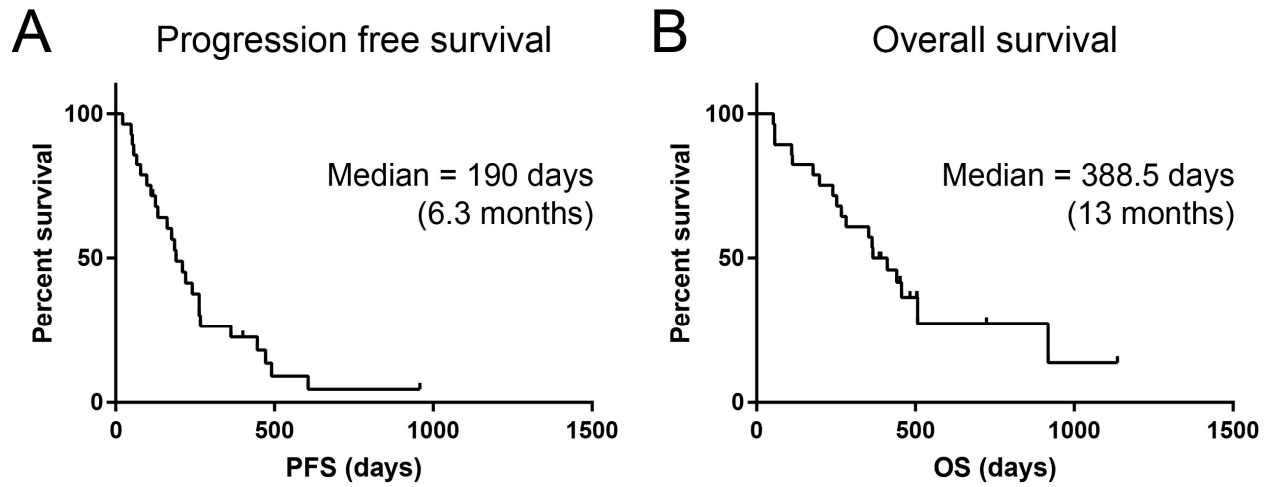 A
Progression free survival
100
50
0
Percent survival
Median = 190 days
(6.3 months)
0 500 1000 1500
PFS (days)
B
Overall survival
100
50
0
Percent survival
Median = 388.5 days
(13 months)
0 500 1000 1500
OS (days)